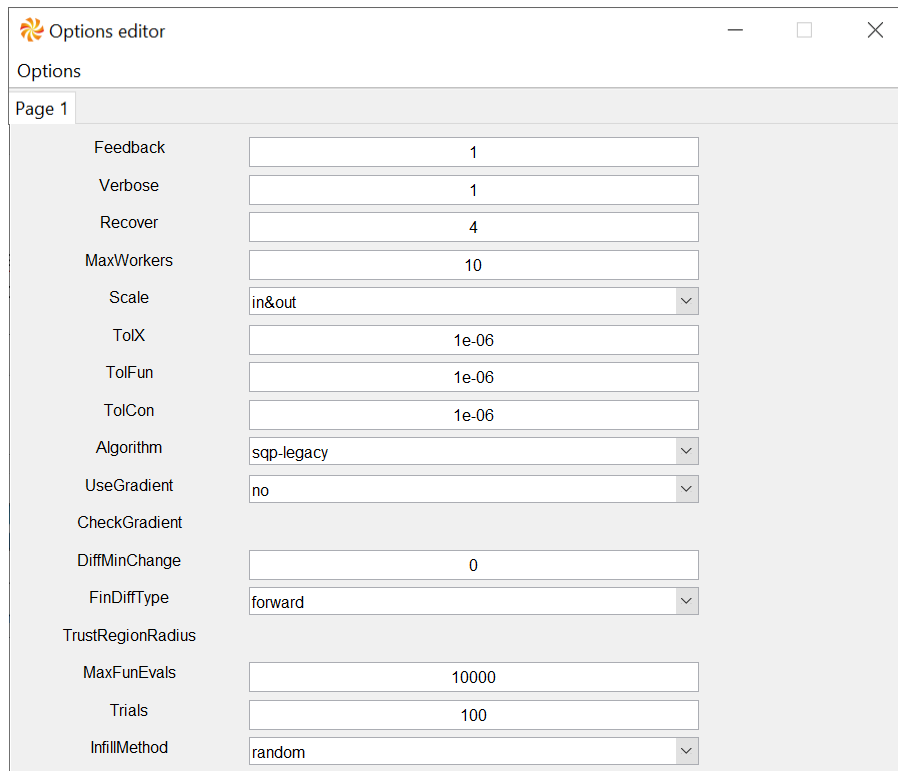 Options editor
Options
Page 1
Feedback 1
Verbose 1
Recover 4
MaxWorkers 10
Scale in&out
TolX 1e-06
TolFun 1e-06
TolCon 1e-06
Algorithm sqp-legacy
UseGradient no
CheckGradient
DiffMinChange 0
FinDiffType forward
TrustRegionRadius
MaxFunEvals 10000
Trials 100
InfillMethod random